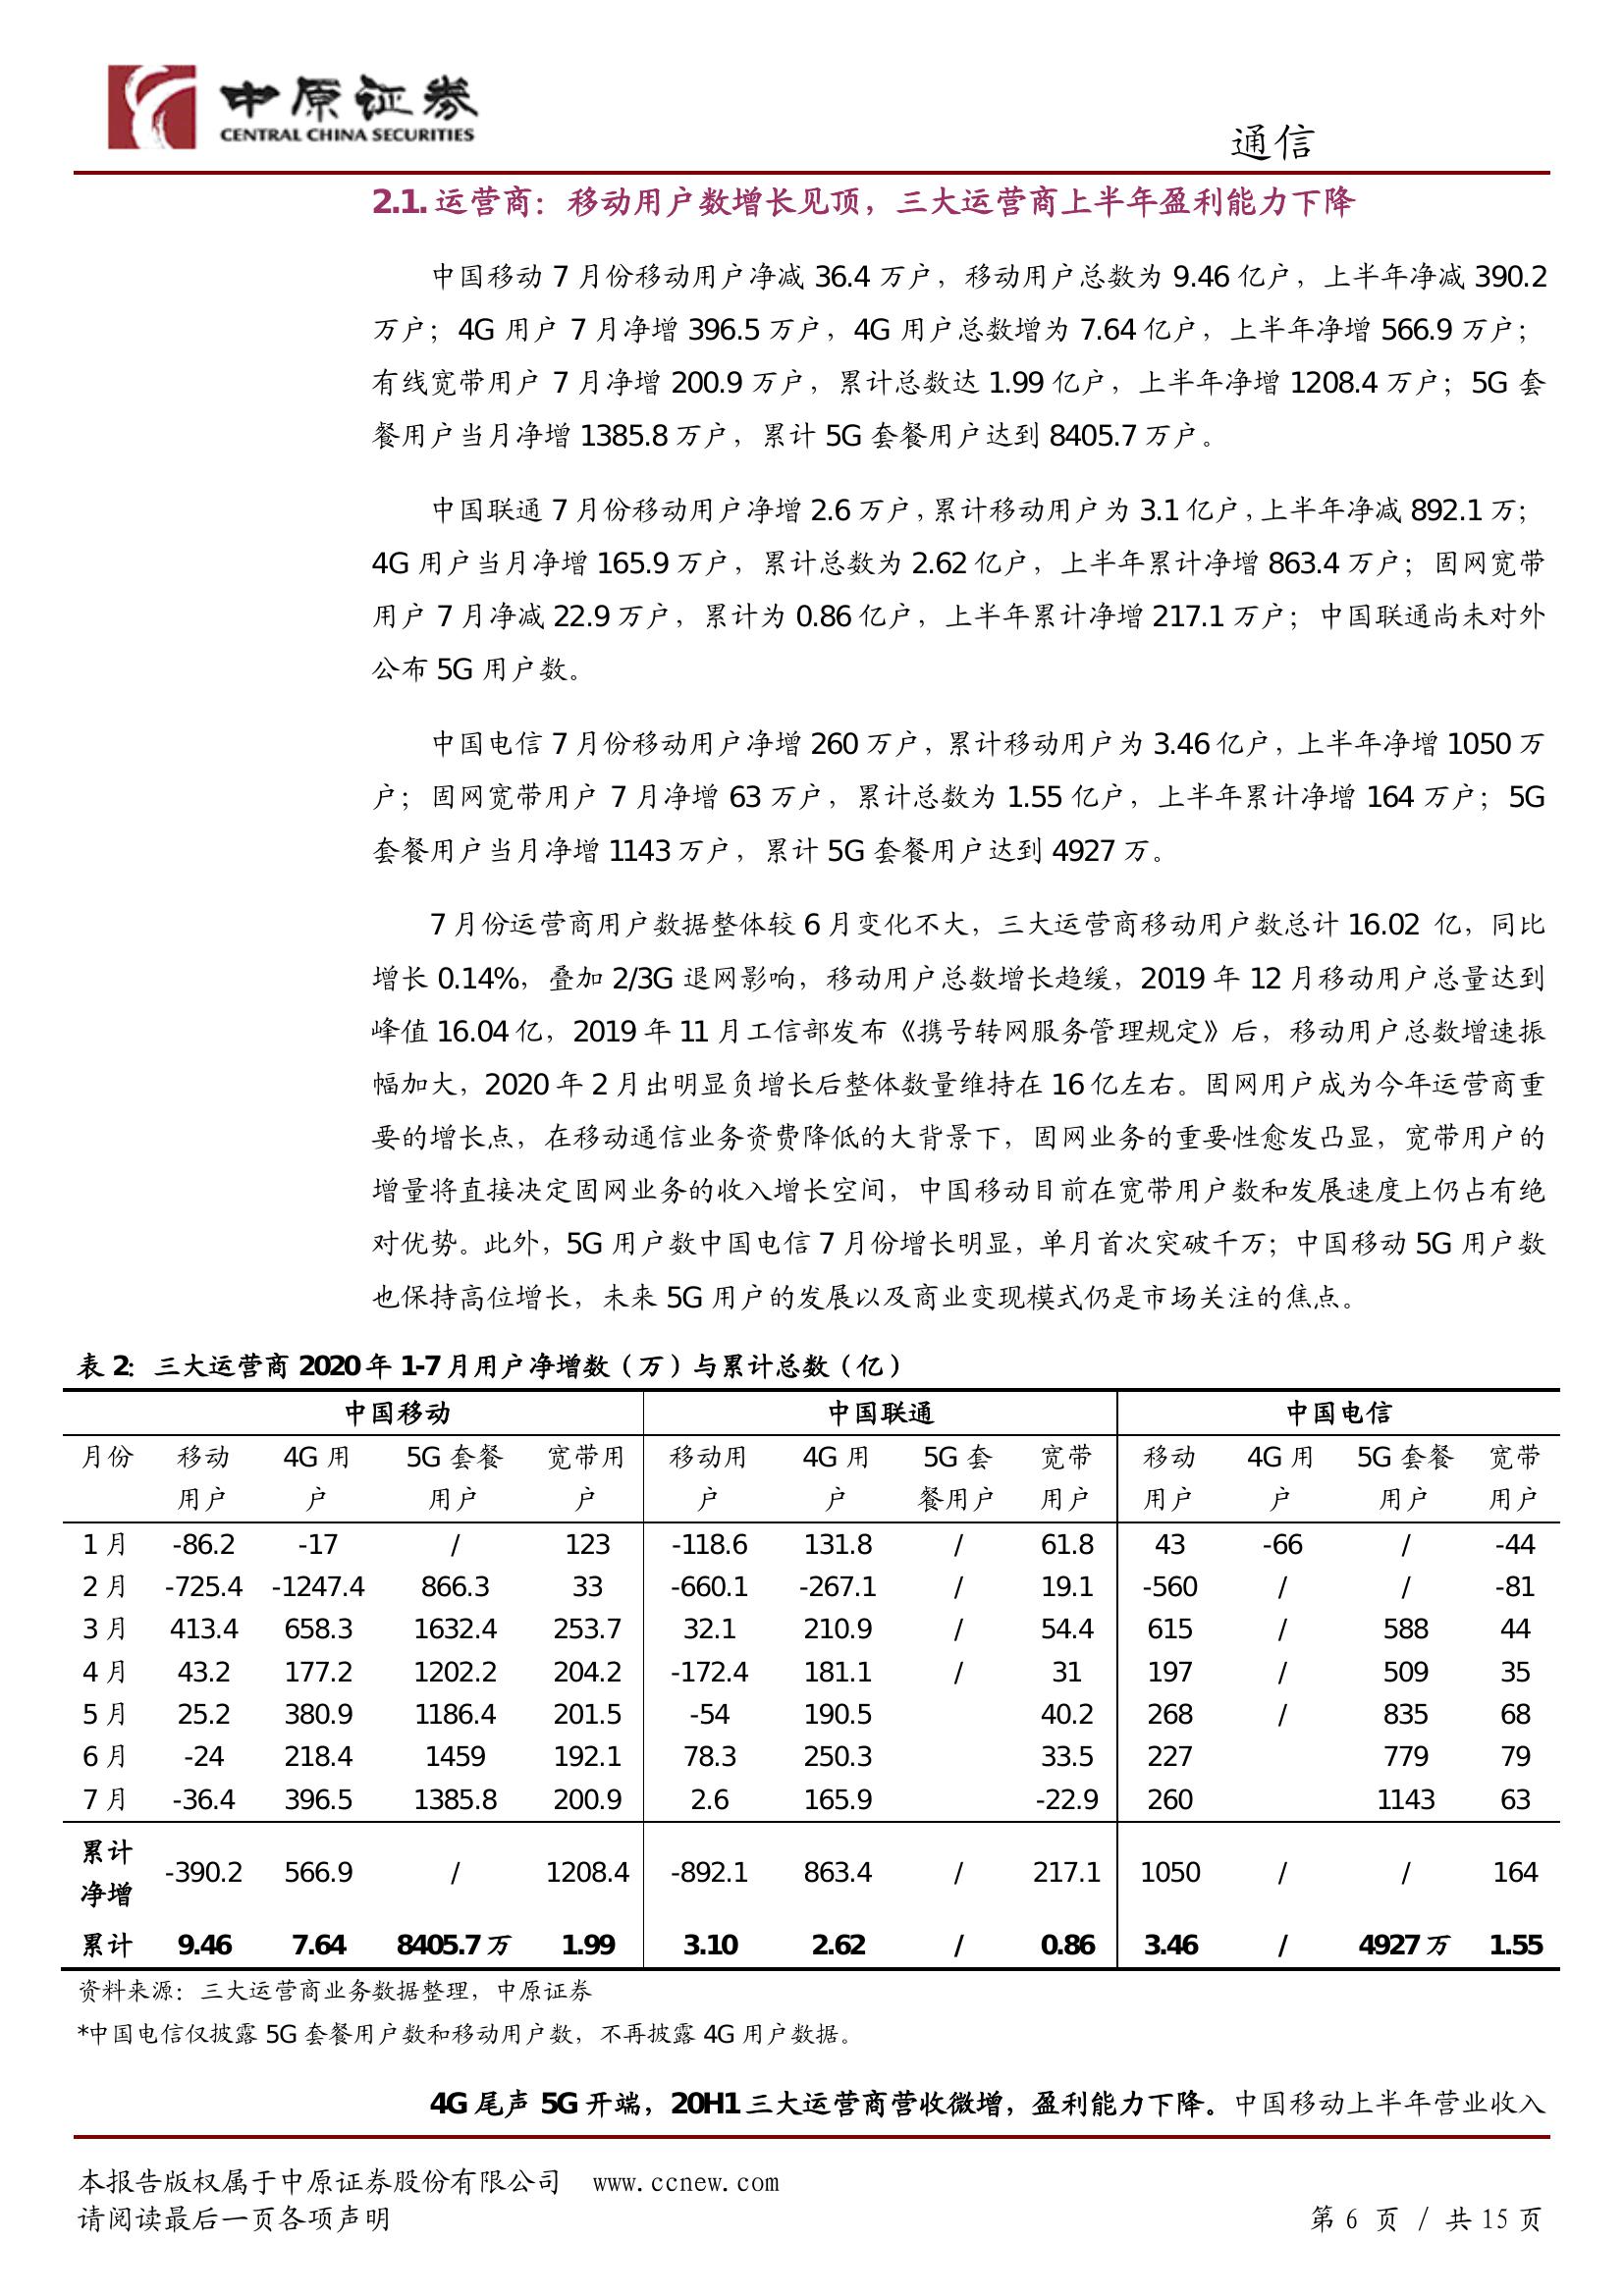 中原证券
CENTRAL CHINA SECURITIES
通信
2.1. 运营商：移动用户数增长见顶，三大运营商上半年盈利能力下降
中国移动 7 月份移动用户净减 36.4 万户，移动用户总数为 9.46 亿户，上半年净减 390.2
万户；4G 用户 7 月净增 396.5 万户，4G 用户总数增为 7.64 亿户，上半年净增 566.9 万户；
有线宽带用户 7 月净增 200.9 万户，累计总数达 1.99 亿户，上半年净增 1208.4 万户；5G 套
餐用户当月净增 1385.8 万户，累计 5G 套餐用户达到 8405.7 万户。
中国联通 7 月份移动用户净增 2.6 万户，累计移动用户为 3.1 亿户，上半年净减 892.1 万；
4G 用户当月净增 165.9 万户，累计总数为 2.62 亿户，上半年累计净增 863.4 万户；固网宽带
用户 7 月净减 22.9 万户，累计为 0.86 亿户，上半年累计净增 217.1 万户；中国联通尚未对外
公布 5G 用户数。
中国电信 7 月份移动用户净增 260 万户，累计移动用户为 3.46 亿户，上半年净增 1050 万
户；固网宽带用户 7 月净增 63 万户，累计总数为 1.55 亿户，上半年累计净增 164 万户；5G
套餐用户当月净增 1143 万户，累计 5G 套餐用户达到 4927 万。
7 月份运营商用户数据整体较 6 月变化不大，三大运营商移动用户数总计 16.02 亿，同比
增长 0.14%，叠加 2/3G 退网影响，移动用户总数增长趋缓，2019 年 12 月移动用户总量达到
峰值 16.04 亿，2019 年 11 月工信部发布《携号转网服务管理规定》后，移动用户总数增速振
幅加大，2020 年 2 月出明显负增长后整体数量维持在 16 亿左右。固网用户成为今年运营商重
要的增长点，在移动通信业务资费降低的大背景下，固网业务的重要性愈发凸显，宽带用户的
增量将直接决定固网业务的收入增长空间，中国移动目前在宽带用户数和发展速度上仍占有绝
对优势。此外，5G 用户数中国电信 7 月份增长明显，单月首次突破千万；中国移动 5G 用户数
也保持高位增长，未来 5G 用户的发展以及商业变现模式仍是市场关注的焦点。
表 2：三大运营商 2020 年 1-7 月用户净增数（万）与累计总数（亿）
中国移动 中国联通 中国电信
月份 移动 4G 用 5G 套餐 宽带用 移动用 4G 用 5G 套 宽带 移动 4G 用 5G 套餐 宽带
用户 户 用户 户 户 户 餐用户 用户 用户 户 用户 用户
1 月 -86.2 -17 / 123 -118.6 131.8 / 61.8 43 -66 / -44
2 月 -725.4 -1247.4 866.3 33 -660.1 -267.1 / 19.1 -560 / / -81
3 月 413.4 658.3 1632.4 253.7 32.1 210.9 / 54.4 615 / 588 44
4 月 43.2 177.2 1202.2 204.2 -172.4 181.1 / 31 197 / 509 35
5 月 25.2 380.9 1186.4 201.5 -54 190.5 40.2 268 / 835 68
6 月 -24 218.4 1459 192.1 78.3 250.3 33.5 227 779 79
7 月 -36.4 396.5 1385.8 200.9 2.6 165.9 -22.9 260 1143 63
累计
净增 -390.2 566.9 / 1208.4 -892.1 863.4 / 217.1 1050 / / 164
累计 9.46 7.64 8405.7 万 1.99 3.10 2.62 / 0.86 3.46 / 4927 万 1.55
资料来源：三大运营商业务数据整理，中原证券
*中国电信仅披露 5G 套餐用户数和移动用户数，不再披露 4G 用户数据。
4G 尾声 5G 开端，20H1 三大运营商营收微增，盈利能力下降。中国移动上半年营业收入
本报告版权属于中原证券股份有限公司 www.ccnew.com
请阅读最后一页各项声明 第 6 页 / 共 15 页